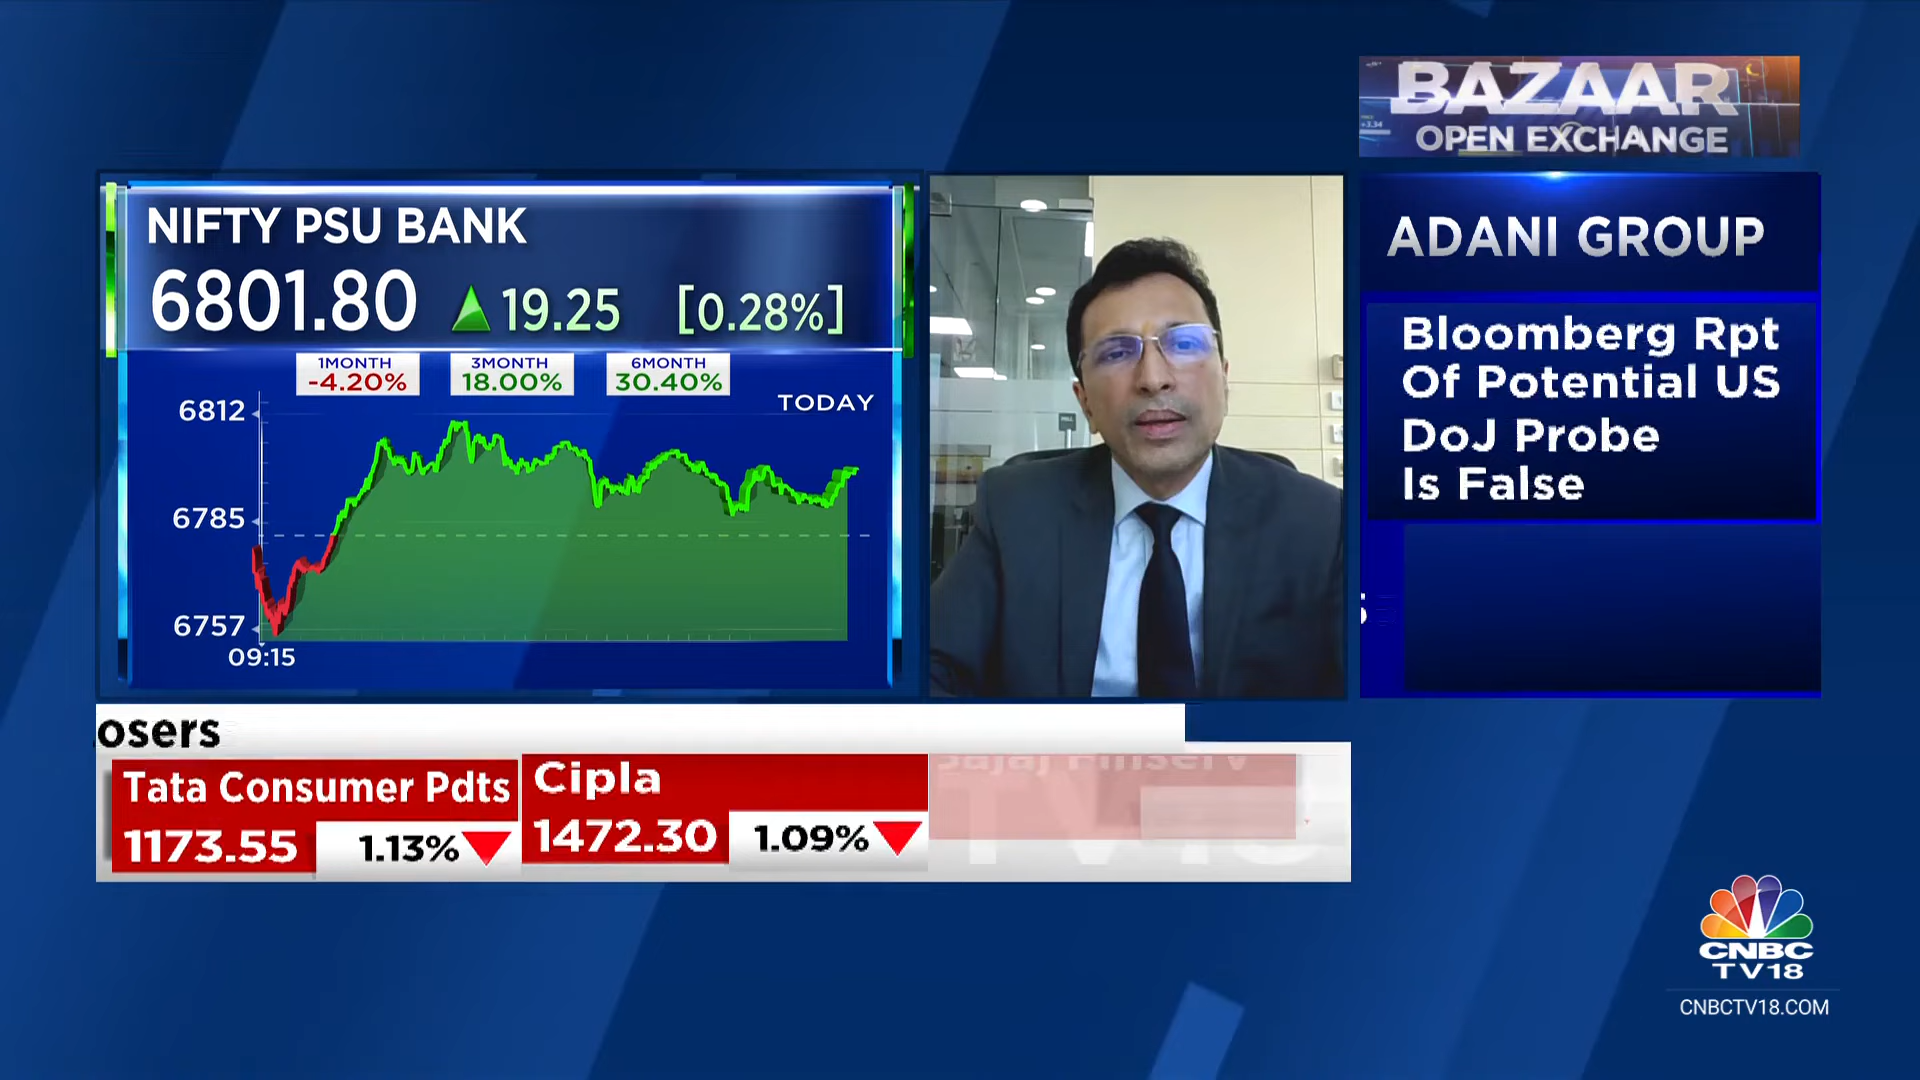 BAZAAR
OPEN EXCHANGE
NIFTY PSU BANK
6801.80 ▲ 19.25 [0.28%]
1MONTH 3MONTH 6MONTH
-4.20% 18.00% 30.40%
TODAY
6812
6785
6757
09:15
ADANI GROUP
Bloomberg Rpt
Of Potential US
DoJ Probe
Is False
osers
Tata Consumer Pdts
1173.55 1.13% ▼
Cipla
1472.30 1.09% ▼
CNBC
TV18
CNBCTV18.COM